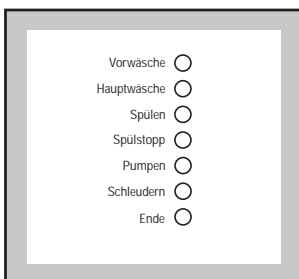 Vorwäsche
Hauptwäsche
Spülen
Spülstopp
Pumpen
Schleudern
Ende